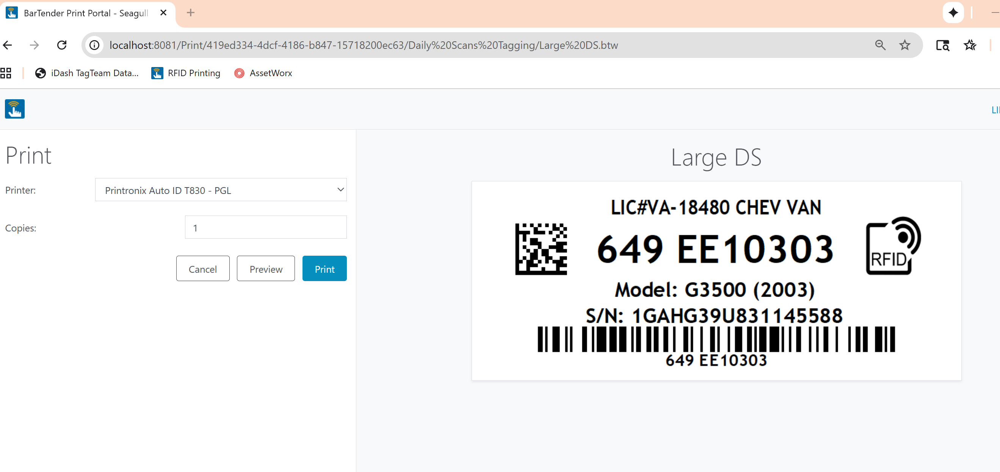 BarTender Print Portal - Seagull
localhost:8081/Print/419ed334-4dcf-4186-b847-15718200ec63/Daily%20Scans%20Tagging/Large%20DS.btw
iDash TagTeam Data...
RFID Printing
AssetWorx
Print
Printer:
Printronix Auto ID T830 - PGL
Copies:
1
Cancel
Preview
Print
Large DS
LIC#VA-18480 CHEV VAN
649 EE10303
RFID
Model: G3500 (2003)
S/N: 1GAHG39U831145588
649 EE10303